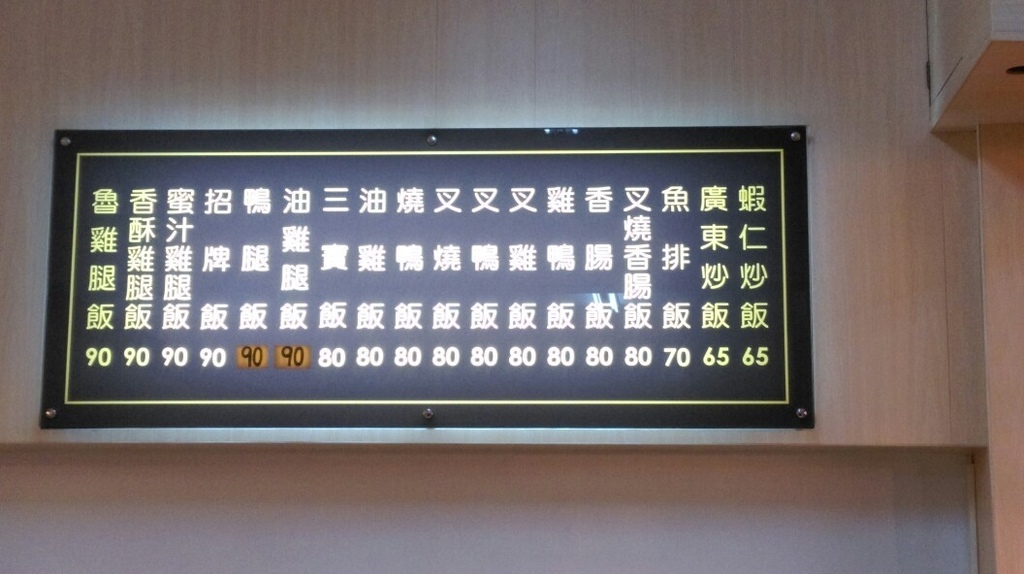 魯雞腿飯 90
香酥雞腿飯 90
蜜汁雞腿飯 90
招牌飯 90
鴨腿飯 90
油雞腿飯 90
三寶飯 80
油雞飯 80
燒鴨飯 80
叉燒飯 80
叉鴨飯 80
叉雞飯 80
雞鴨飯 80
香腸飯 80
叉燒香腸飯 80
魚排飯 70
廣東炒飯 65
蝦仁炒飯 65